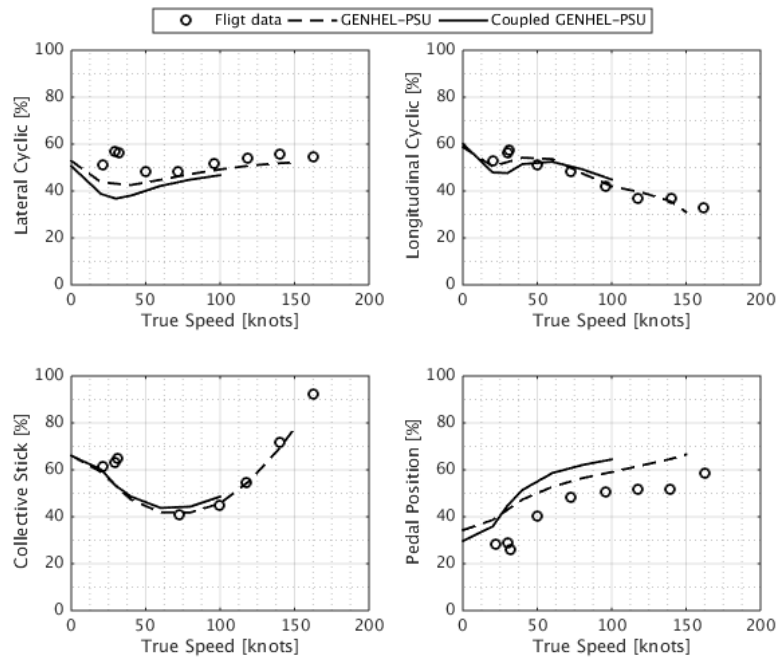 Fligt data GENHEL-PSU Coupled GENHEL-PSU
100
80
60
40
20
0
Lateral Cyclic [%]
0 50 100 150 200
True Speed [knots]
100
80
60
40
20
0
Longitudinal Cyclic [%]
0 50 100 150 200
True Speed [knots]
100
80
60
40
20
0
Collective Stick [%]
0 50 100 150 200
True Speed [knots]
100
80
60
40
20
0
Pedal Position [%]
0 50 100 150 200
True Speed [knots]